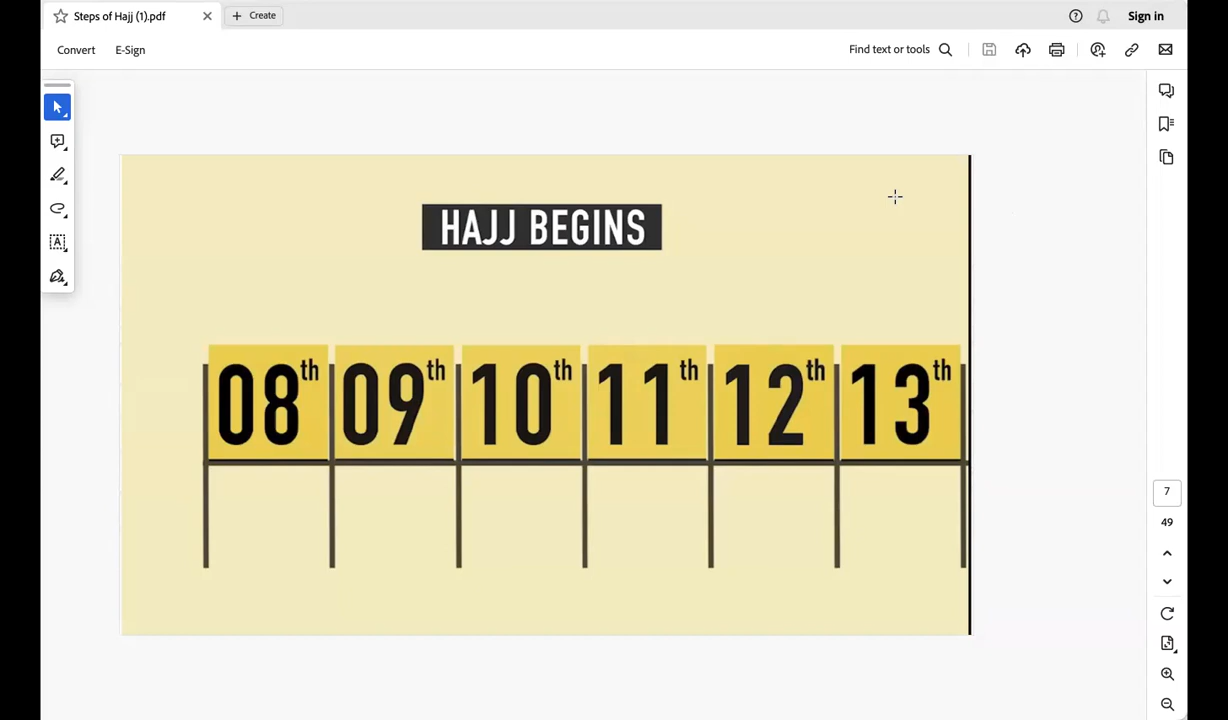 Steps of Hajj (1).pdf
Create
Sign in
Convert
E-Sign
Find text or tools
HAJJ BEGINS
08th 09th 10th 11th 12th 13th
7
49